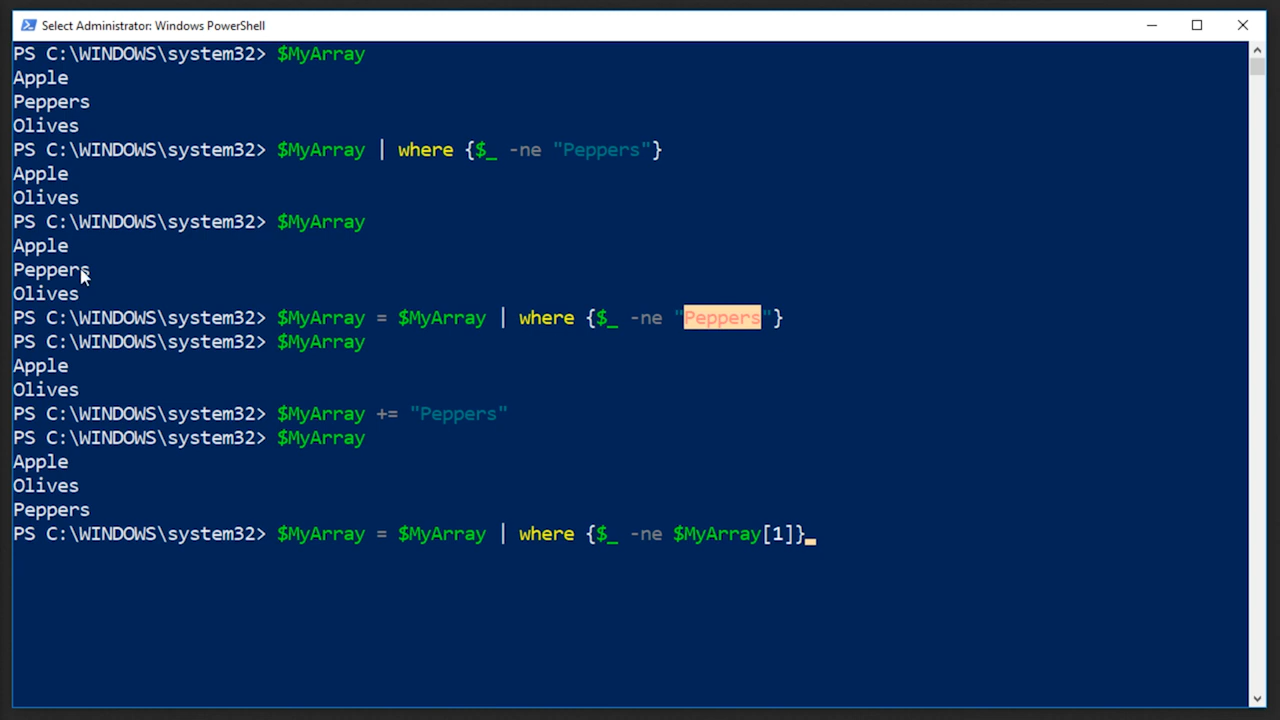 Select Administrator: Windows PowerShell
PS C:\WINDOWS\system32> $MyArray
Apple
Peppers
Olives
PS C:\WINDOWS\system32> $MyArray | where {$_ -ne "Peppers"}
Apple
Olives
PS C:\WINDOWS\system32> $MyArray
Apple
Peppers
Olives
PS C:\WINDOWS\system32> $MyArray = $MyArray | where {$_ -ne "Peppers"}
PS C:\WINDOWS\system32> $MyArray
Apple
Olives
PS C:\WINDOWS\system32> $MyArray += "Peppers"
PS C:\WINDOWS\system32> $MyArray
Apple
Olives
Peppers
PS C:\WINDOWS\system32> $MyArray = $MyArray | where {$_ -ne $MyArray[1]}